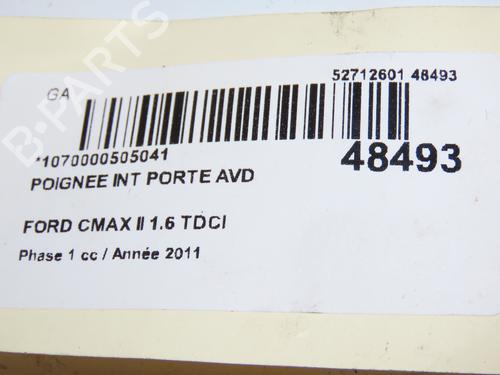 52712601 48493
GA
*1070000505041
48493
POIGNEE INT PORTE AVD
FORD CMAX II 1.6 TDCI
Phase 1 cc / Année 2011
B-PARTS